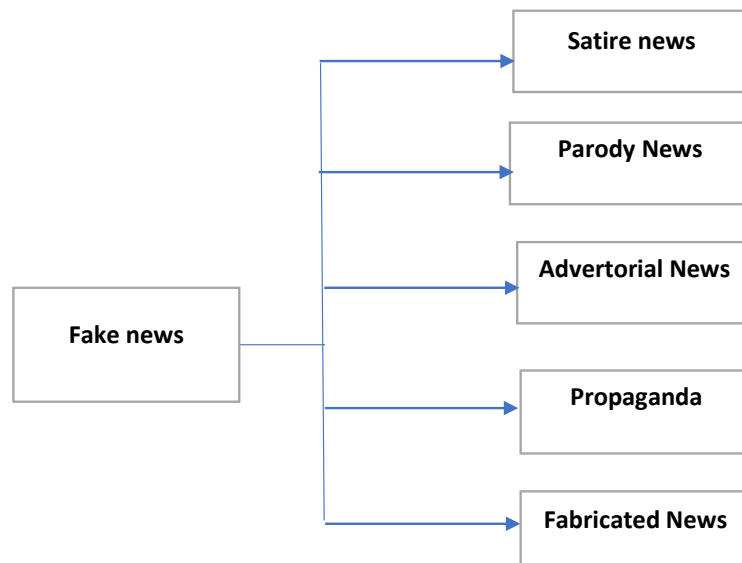 Satire news
Parody News
Advertorial News
Fake news
Propaganda
Fabricated News